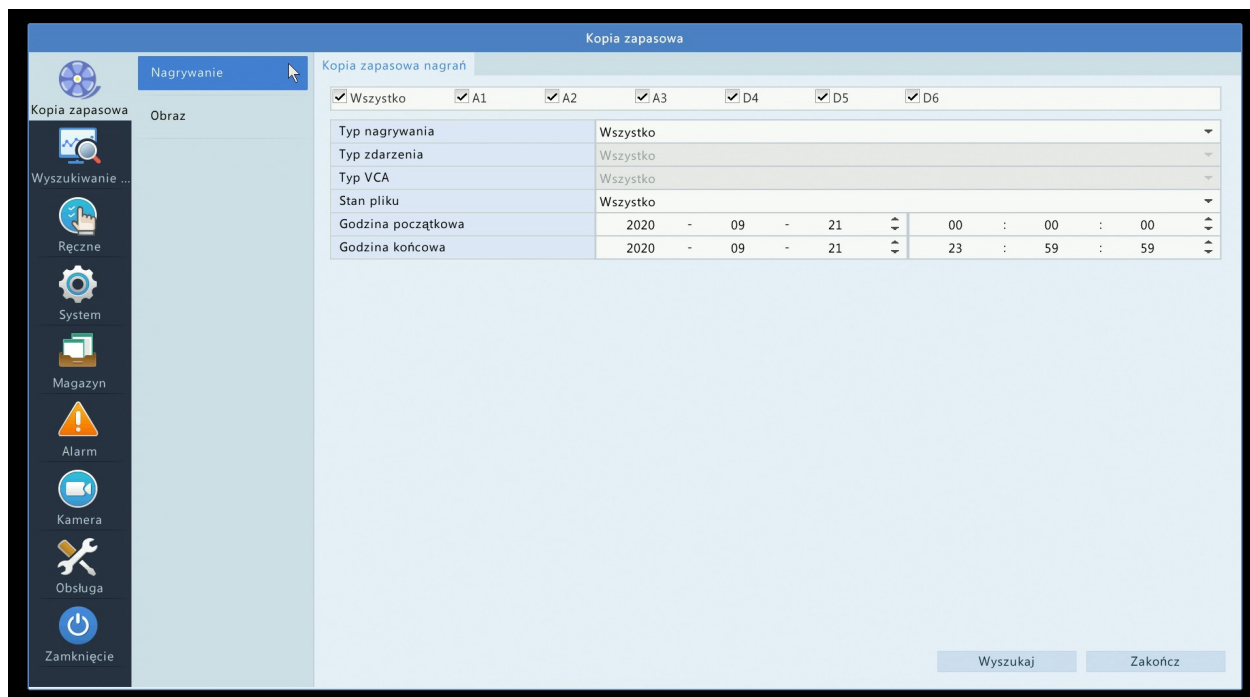 Kopia zapasowa
Kopia zapasowa
Wyszukiwanie ...
Ręczne
System
Magazyn
Alarm
Kamera
Obsługa
Zamknięcie
Nagrywanie
Obraz
Kopia zapasowa nagrań
Wszystko A1 A2 A3 D4 D5 D6
Typ nagrywania Wszystko
Typ zdarzenia Wszystko
Typ VCA Wszystko
Stan pliku Wszystko
Godzina początkowa 2020 - 09 - 21 00 : 00 : 00
Godzina końcowa 2020 - 09 - 21 23 : 59 : 59
Wyszukaj Zakończ